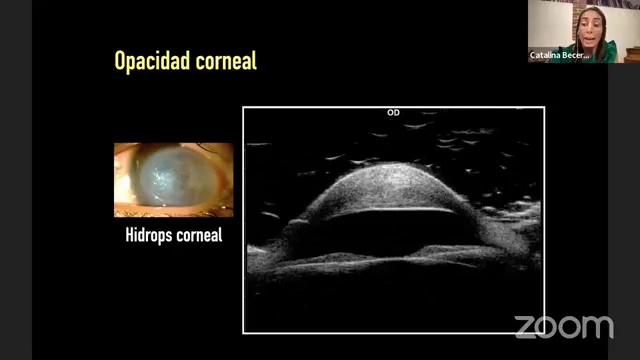 Opacidad corneal
Catalina Becer...
OD
Hidrops corneal
zoom